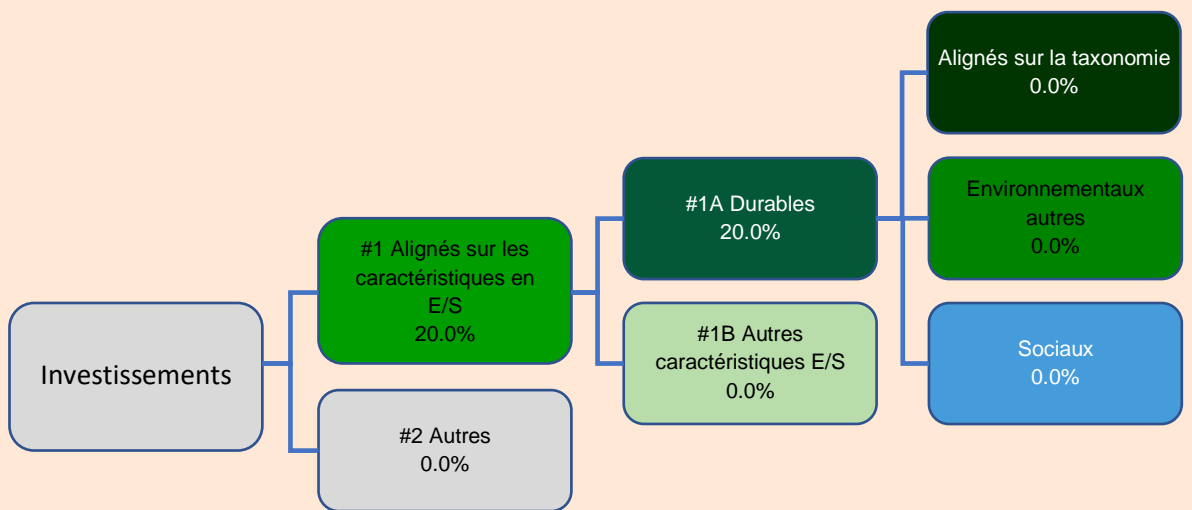 Investissements
#1 Alignés sur les
caractéristiques en
E/S
20.0%
#2 Autres
0.0%
#1A Durables
20.0%
#1B Autres
caractéristiques E/S
0.0%
Alignés sur la taxonomie
0.0%
Environnementaux
autres
0.0%
Sociaux
0.0%